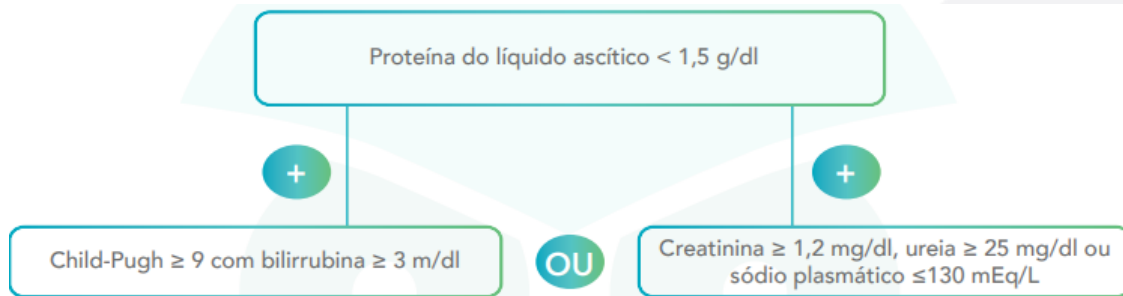 Proteína do líquido ascítico < 1,5 g/dl
+
+
Child-Pugh ≥ 9 com bilirrubina ≥ 3 m/dl
OU
Creatinina ≥ 1,2 mg/dl, ureia ≥ 25 mg/dl ou
sódio plasmático ≤130 mEq/L